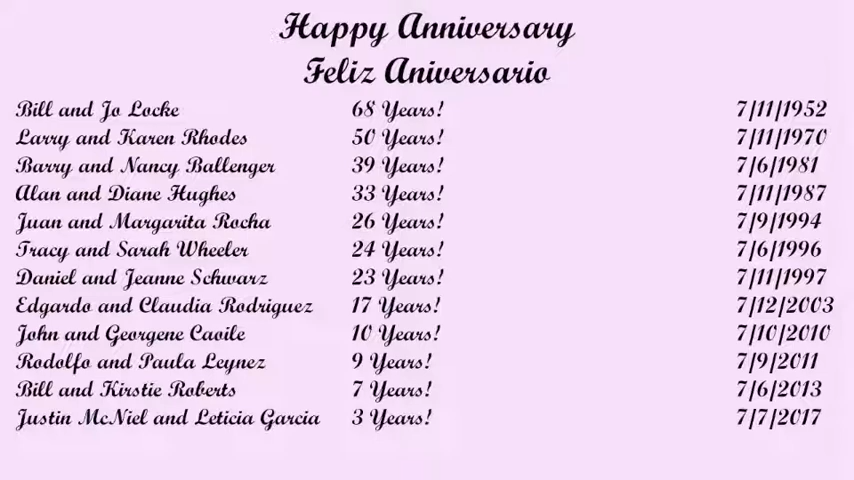 Happy Anniversary
Feliz Aniversario
Bill and Jo Locke 68 Years! 7/11/1952
Larry and Karen Rhodes 50 Years! 7/11/1970
Barry and Nancy Ballenger 39 Years! 7/6/1981
Alan and Diane Hughes 33 Years! 7/11/1987
Juan and Margarita Rocha 26 Years! 7/9/1994
Tracy and Sarah Wheeler 24 Years! 7/6/1996
Daniel and Jeanne Schwarz 23 Years! 7/11/1997
Edgardo and Claudia Rodriguez 17 Years! 7/12/2003
John and Georgene Caoile 10 Years! 7/10/2010
Rodolfo and Paula Leynez 9 Years! 7/9/2011
Bill and Kirstie Roberts 7 Years! 7/6/2013
Justin McNiel and Leticia Garcia 3 Years! 7/7/2017